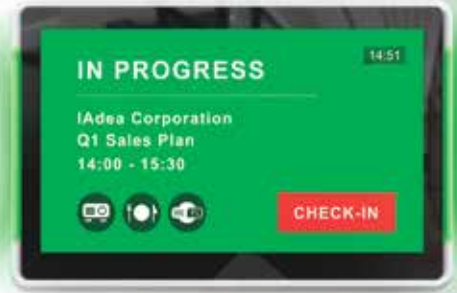 IN PROGRESS
14:51
IAdea Corporation
Q1 Sales Plan
14:00 - 15:30
CHECK-IN